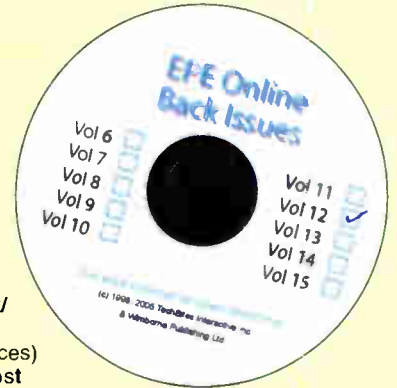 EPE Online
Back Issues
Vol 6
Vol 7
Vol 8
Vol 9
Vol 10
Vol 11
Vol 12
Vol 13
Vol 14
Vol 15
(c) 1998, 2005 TechBites Interactive Inc
& Wimborne Publishing Ltd
/
ces)
st